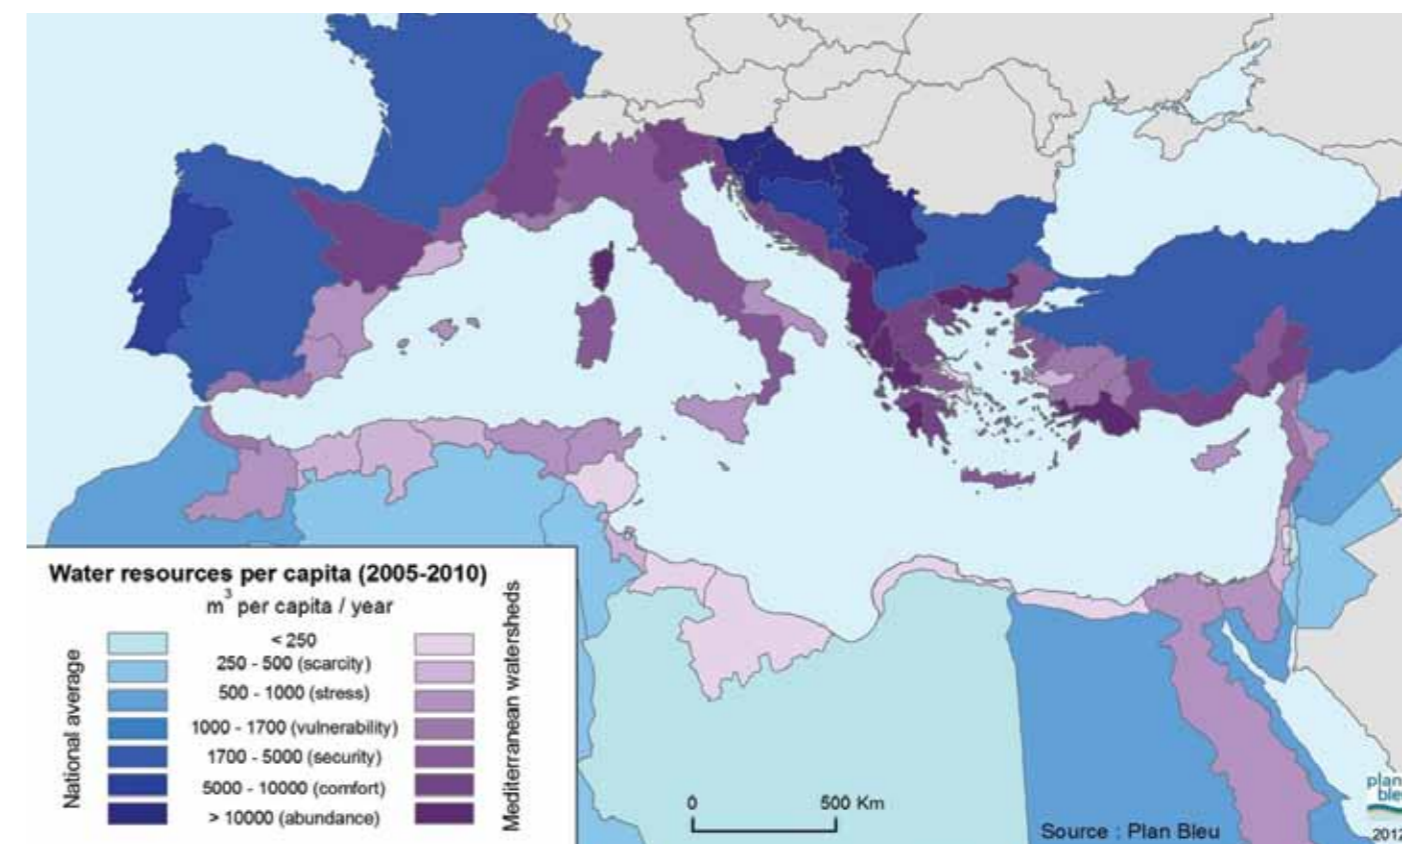 Water resources per capita (2005-2010)
m³ per capita / year
National average
< 250
250 - 500 (scarcity)
500 - 1000 (stress)
1000 - 1700 (vulnerability)
1700 - 5000 (security)
5000 - 10000 (comfort)
> 10000 (abundance)
Mediterranean watersheds
0 500 Km
Source : Plan Bleu
plan
ble
2012